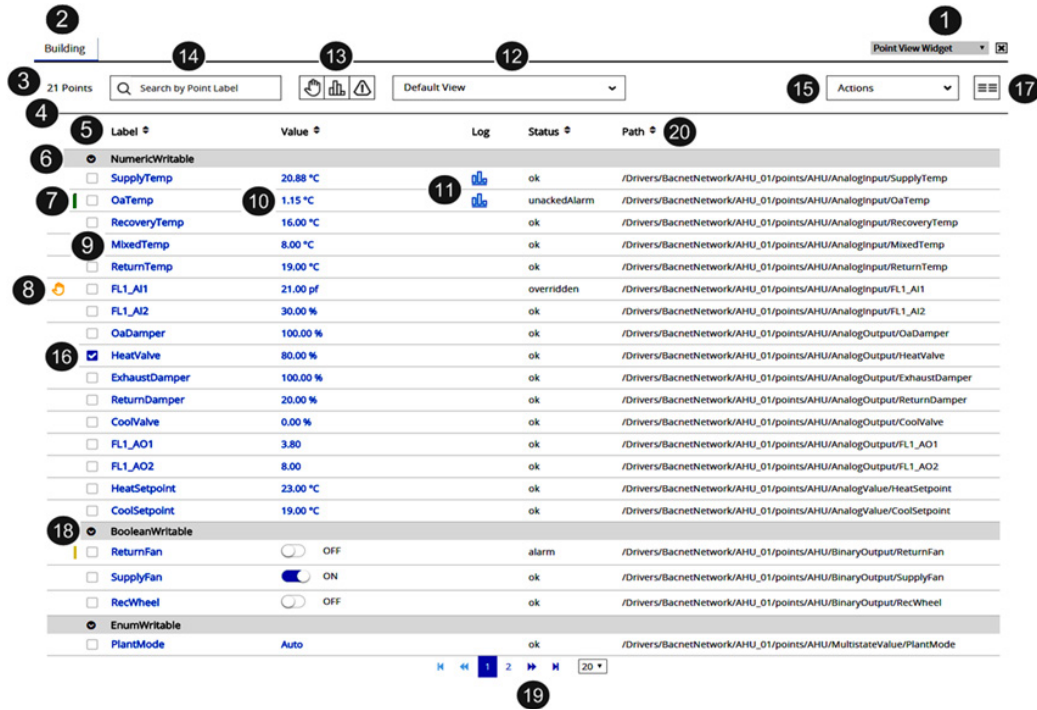 2
1
Building
Point View Widget
14
13
12
3
21 Points
Search by Point Label
Default View
15
Actions
17
4
5
Label
Value
Log
Status
Path
20
6
NumericWritable
SupplyTemp 20.88 °C ok /Drivers/BacnetNetwork/AHU_01/points/AHU/AnalogInput/SupplyTemp
7 OaTemp 10 1.15 °C 11 unackedAlarm /Drivers/BacnetNetwork/AHU_01/points/AHU/AnalogInput/OaTemp
RecoveryTemp 16.00 °C ok /Drivers/BacnetNetwork/AHU_01/points/AHU/AnalogInput/RecoveryTemp
9 MixedTemp 8.00 °C ok /Drivers/BacnetNetwork/AHU_01/points/AHU/AnalogInput/MixedTemp
ReturnTemp 19.00 °C ok /Drivers/BacnetNetwork/AHU_01/points/AHU/AnalogInput/ReturnTemp
8 FL1_AI1 21.00 pf overridden /Drivers/BacnetNetwork/AHU_01/points/AHU/AnalogInput/FL1_AI1
FL1_AI2 30.00 % ok /Drivers/BacnetNetwork/AHU_01/points/AHU/AnalogInput/FL1_AI2
OaDamper 100.00 % ok /Drivers/BacnetNetwork/AHU_01/points/AHU/AnalogOutput/OaDamper
16 HeatValve 80.00 % ok /Drivers/BacnetNetwork/AHU_01/points/AHU/AnalogOutput/HeatValve
ExhaustDamper 100.00 % ok /Drivers/BacnetNetwork/AHU_01/points/AHU/AnalogOutput/ExhaustDamper
ReturnDamper 20.00 % ok /Drivers/BacnetNetwork/AHU_01/points/AHU/AnalogOutput/ReturnDamper
CoolValve 0.00 % ok /Drivers/BacnetNetwork/AHU_01/points/AHU/AnalogOutput/CoolValve
FL1_AO1 3.80 ok /Drivers/BacnetNetwork/AHU_01/points/AHU/AnalogOutput/FL1_AO1
FL1_AO2 8.00 ok /Drivers/BacnetNetwork/AHU_01/points/AHU/AnalogOutput/FL1_AO2
HeatSetpoint 23.00 °C ok /Drivers/BacnetNetwork/AHU_01/points/AHU/AnalogValue/HeatSetpoint
CoolSetpoint 19.00 °C ok /Drivers/BacnetNetwork/AHU_01/points/AHU/AnalogValue/CoolSetpoint
18 BooleanWritable
ReturnFan OFF alarm /Drivers/BacnetNetwork/AHU_01/points/AHU/BinaryOutput/ReturnFan
SupplyFan ON ok /Drivers/BacnetNetwork/AHU_01/points/AHU/BinaryOutput/SupplyFan
RecWheel OFF ok /Drivers/BacnetNetwork/AHU_01/points/AHU/BinaryOutput/RecWheel
EnumWritable
PlantMode Auto ok /Drivers/BacnetNetwork/AHU_01/points/AHU/MultistateValue/PlantMode
1 2 20
19